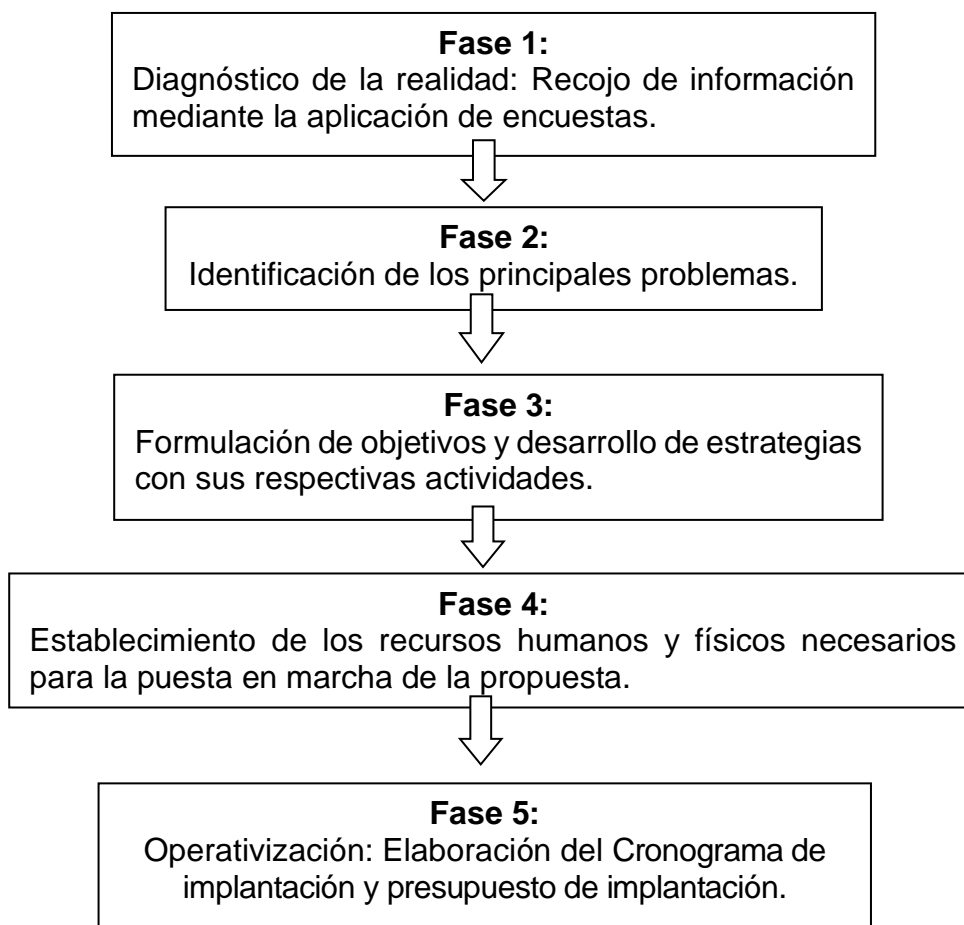 Fase 1:
Diagnóstico de la realidad: Recojo de información
mediante la aplicación de encuestas.
Fase 2:
Identificación de los principales problemas.
Fase 3:
Formulación de objetivos y desarrollo de estrategias
con sus respectivas actividades.
Fase 4:
Establecimiento de los recursos humanos y físicos necesarios
para la puesta en marcha de la propuesta.
Fase 5:
Operativización: Elaboración del Cronograma de
implantación y presupuesto de implantación.